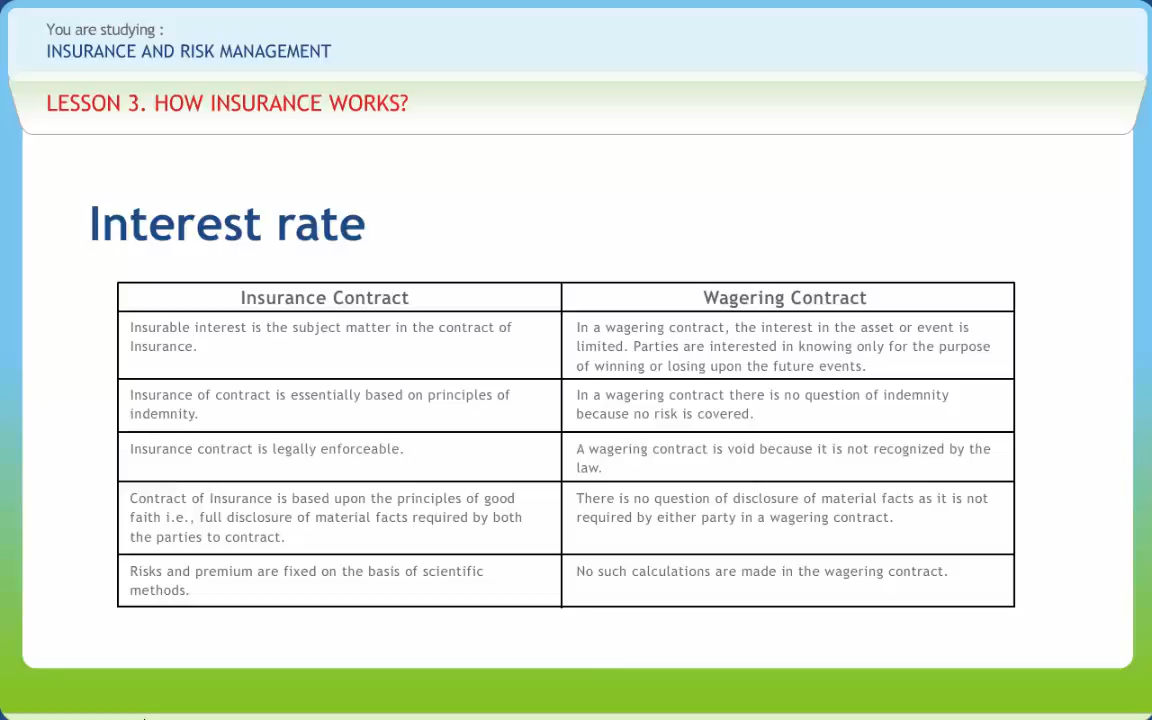 You are studying :
INSURANCE AND RISK MANAGEMENT
LESSON 3. HOW INSURANCE WORKS?
Interest rate
Insurance Contract
Wagering Contract
Insurable interest is the subject matter in the contract of
Insurance.
In a wagering contract, the interest in the asset or event is
limited. Parties are interested in knowing only for the purpose
of winning or losing upon the future events.
Insurance of contract is essentially based on principles of
indemnity.
In a wagering contract there is no question of indemnity
because no risk is covered.
Insurance contract is legally enforceable.
A wagering contract is void because it is not recognized by the
law.
Contract of Insurance is based upon the principles of good
faith i.e., full disclosure of material facts required by both
the parties to contract.
There is no question of disclosure of material facts as it is not
required by either party in a wagering contract.
Risks and premium are fixed on the basis of scientific
methods.
No such calculations are made in the wagering contract.